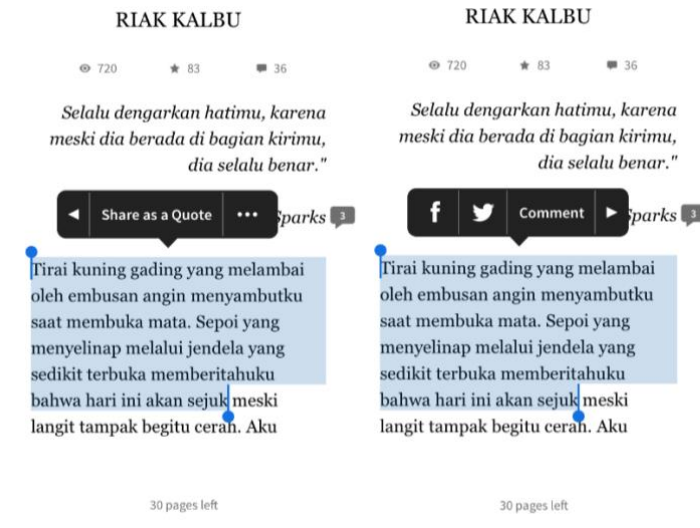 RIAK KALBU
720 83 36
Selalu dengarkan hatimu, karena
meski dia berada di bagian kirimu,
dia selalu benar."
Share as a Quote
Sparks 3
Tirai kuning gading yang melambai
oleh embusan angin menyambutku
saat membuka mata. Sepoi yang
menyelinap melalui jendela yang
sedikit terbuka memberitahuku
bahwa hari ini akan sejuk meski
langit tampak begitu cerah. Aku
30 pages left
RIAK KALBU
720 83 36
Selalu dengarkan hatimu, karena
meski dia berada di bagian kirimu,
dia selalu benar."
Comment
Sparks 3
Tirai kuning gading yang melambai
oleh embusan angin menyambutku
saat membuka mata. Sepoi yang
menyelinap melalui jendela yang
sedikit terbuka memberitahuku
bahwa hari ini akan sejuk meski
langit tampak begitu cerah. Aku
30 pages left